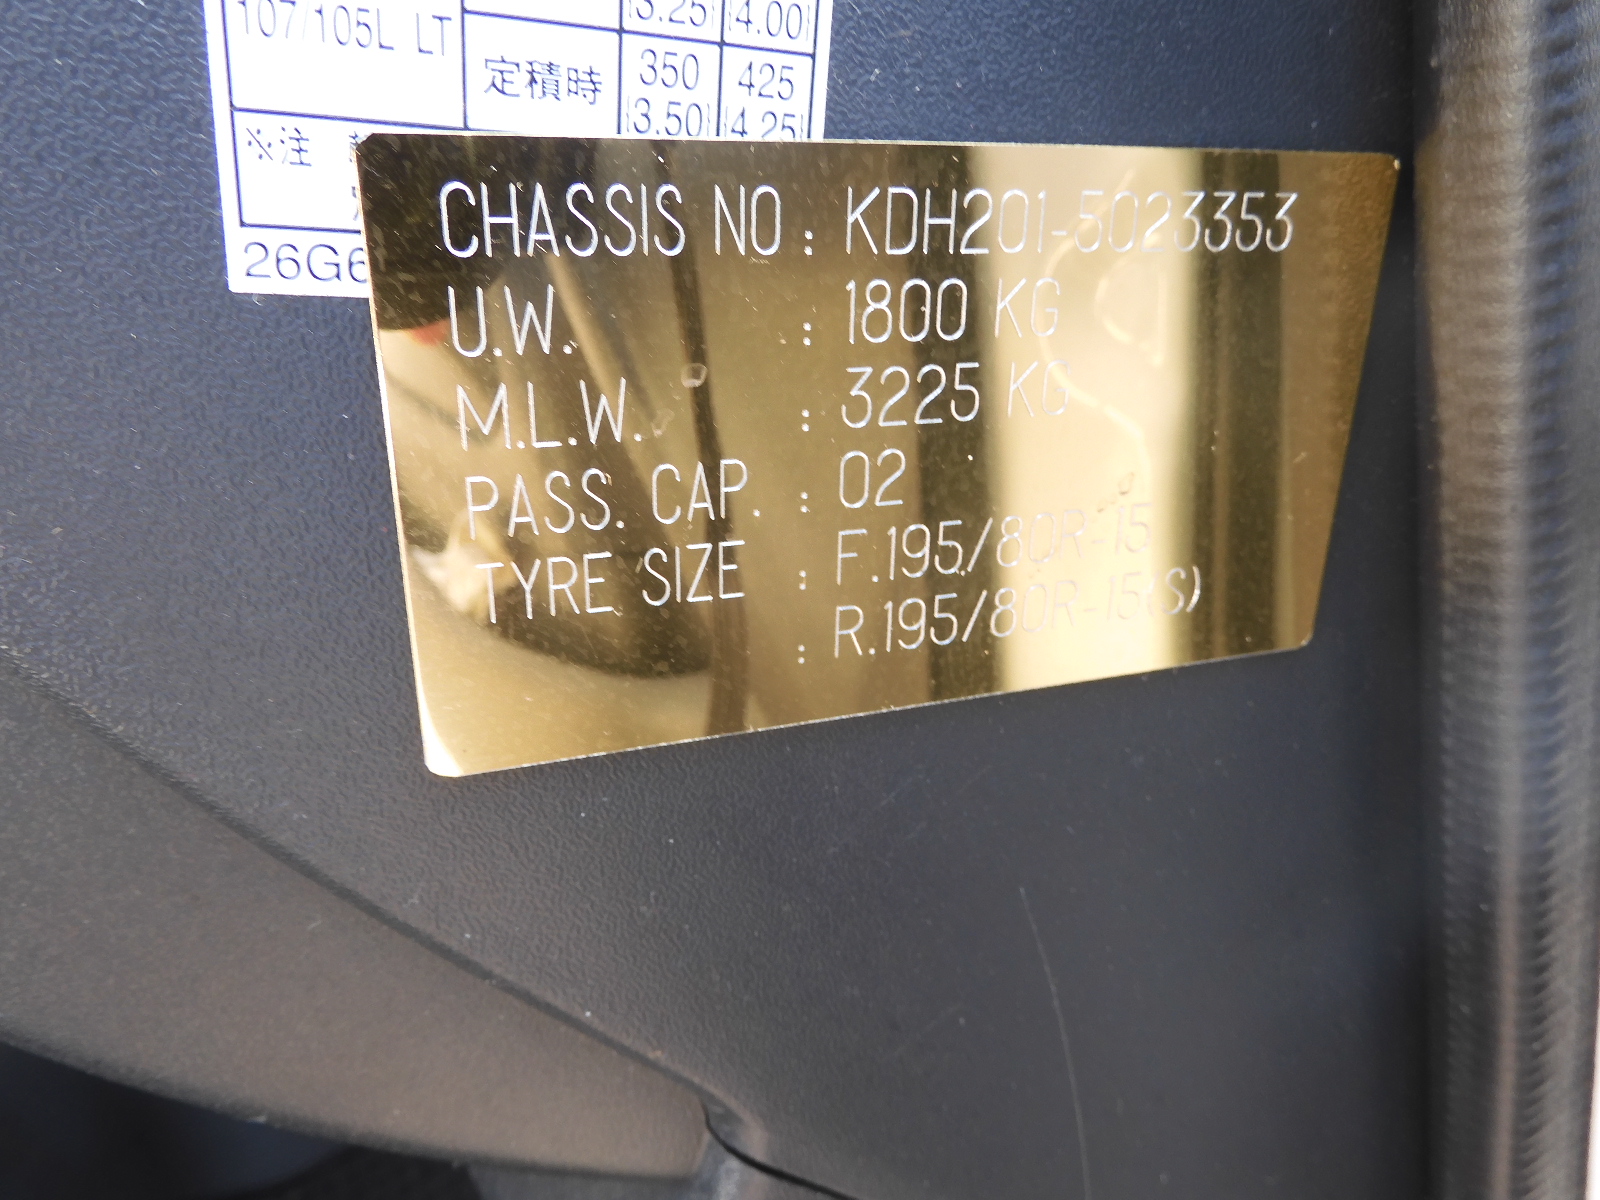 107/105L LT
3.25 4.00
定積時 350 425
3.50 4.25
※注
26G6
CHASSIS NO : KDH201-5023353
U.W. : 1800 KG
M.L.W. : 3225 KG
PASS. CAP. : 02
TYRE SIZE : F.195/80R-15
: R.195/80R-15(S)